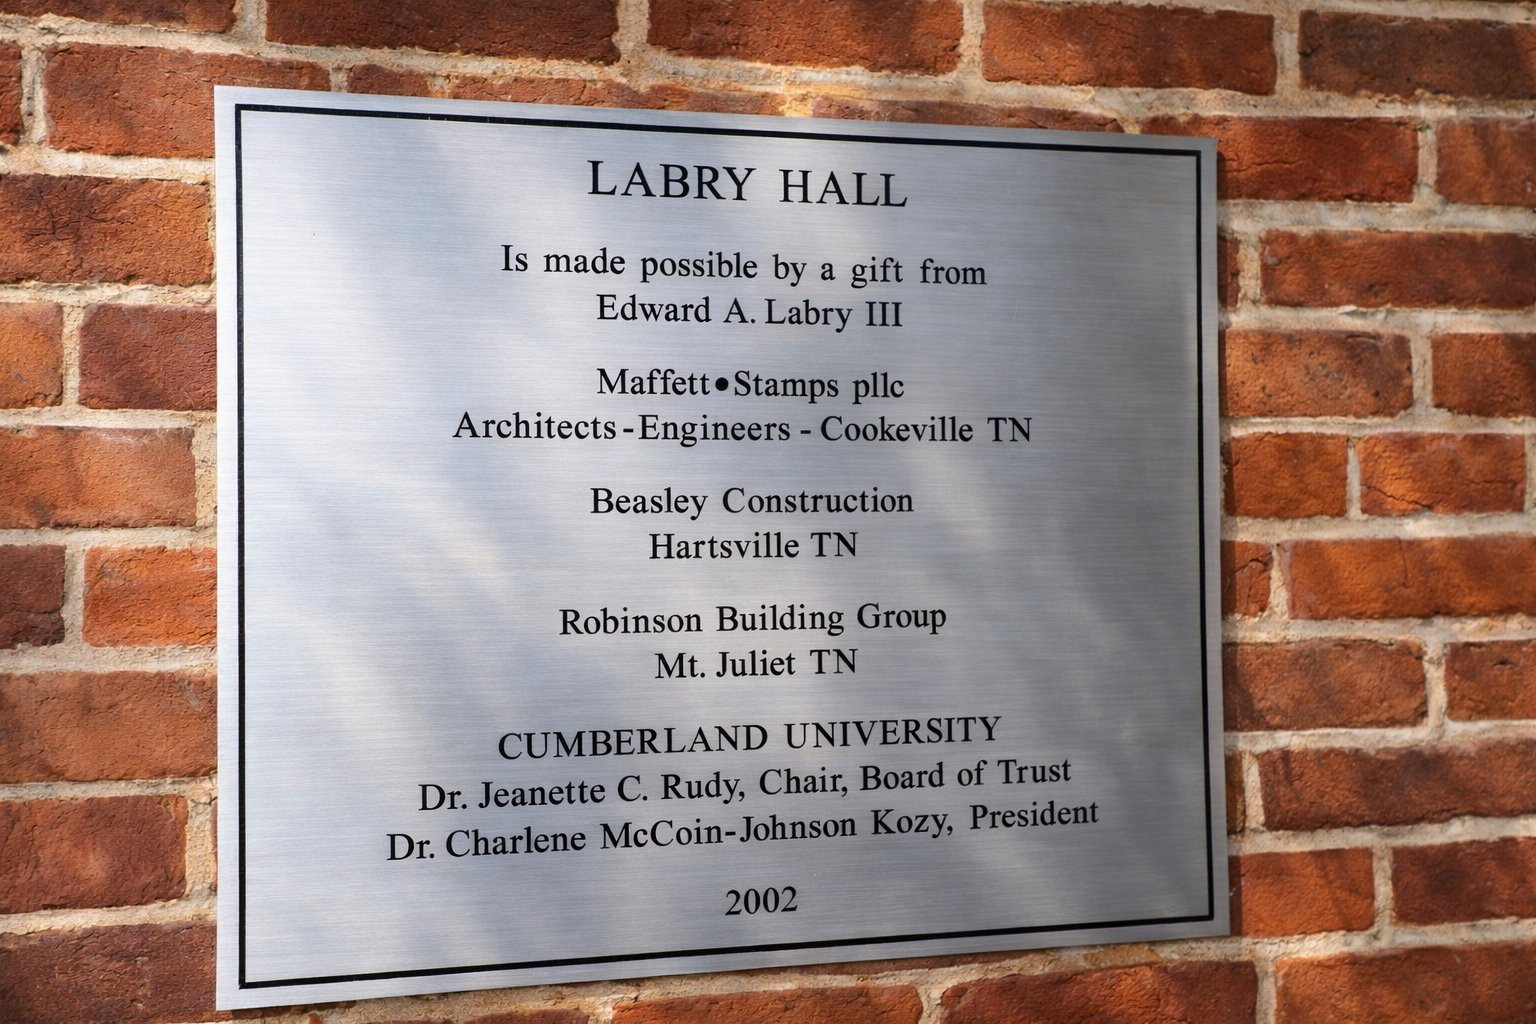 LABRY HALL
Is made possible by a gift from
Edward A. Labry III
Maffett•Stamps pllc
Architects - Engineers - Cookeville TN
Beasley Construction
Hartsville TN
Robinson Building Group
Mt. Juliet TN
CUMBERLAND UNIVERSITY
Dr. Jeanette C. Rudy, Chair, Board of Trust
Dr. Charlene McCoin-Johnson Kozy, President
2002